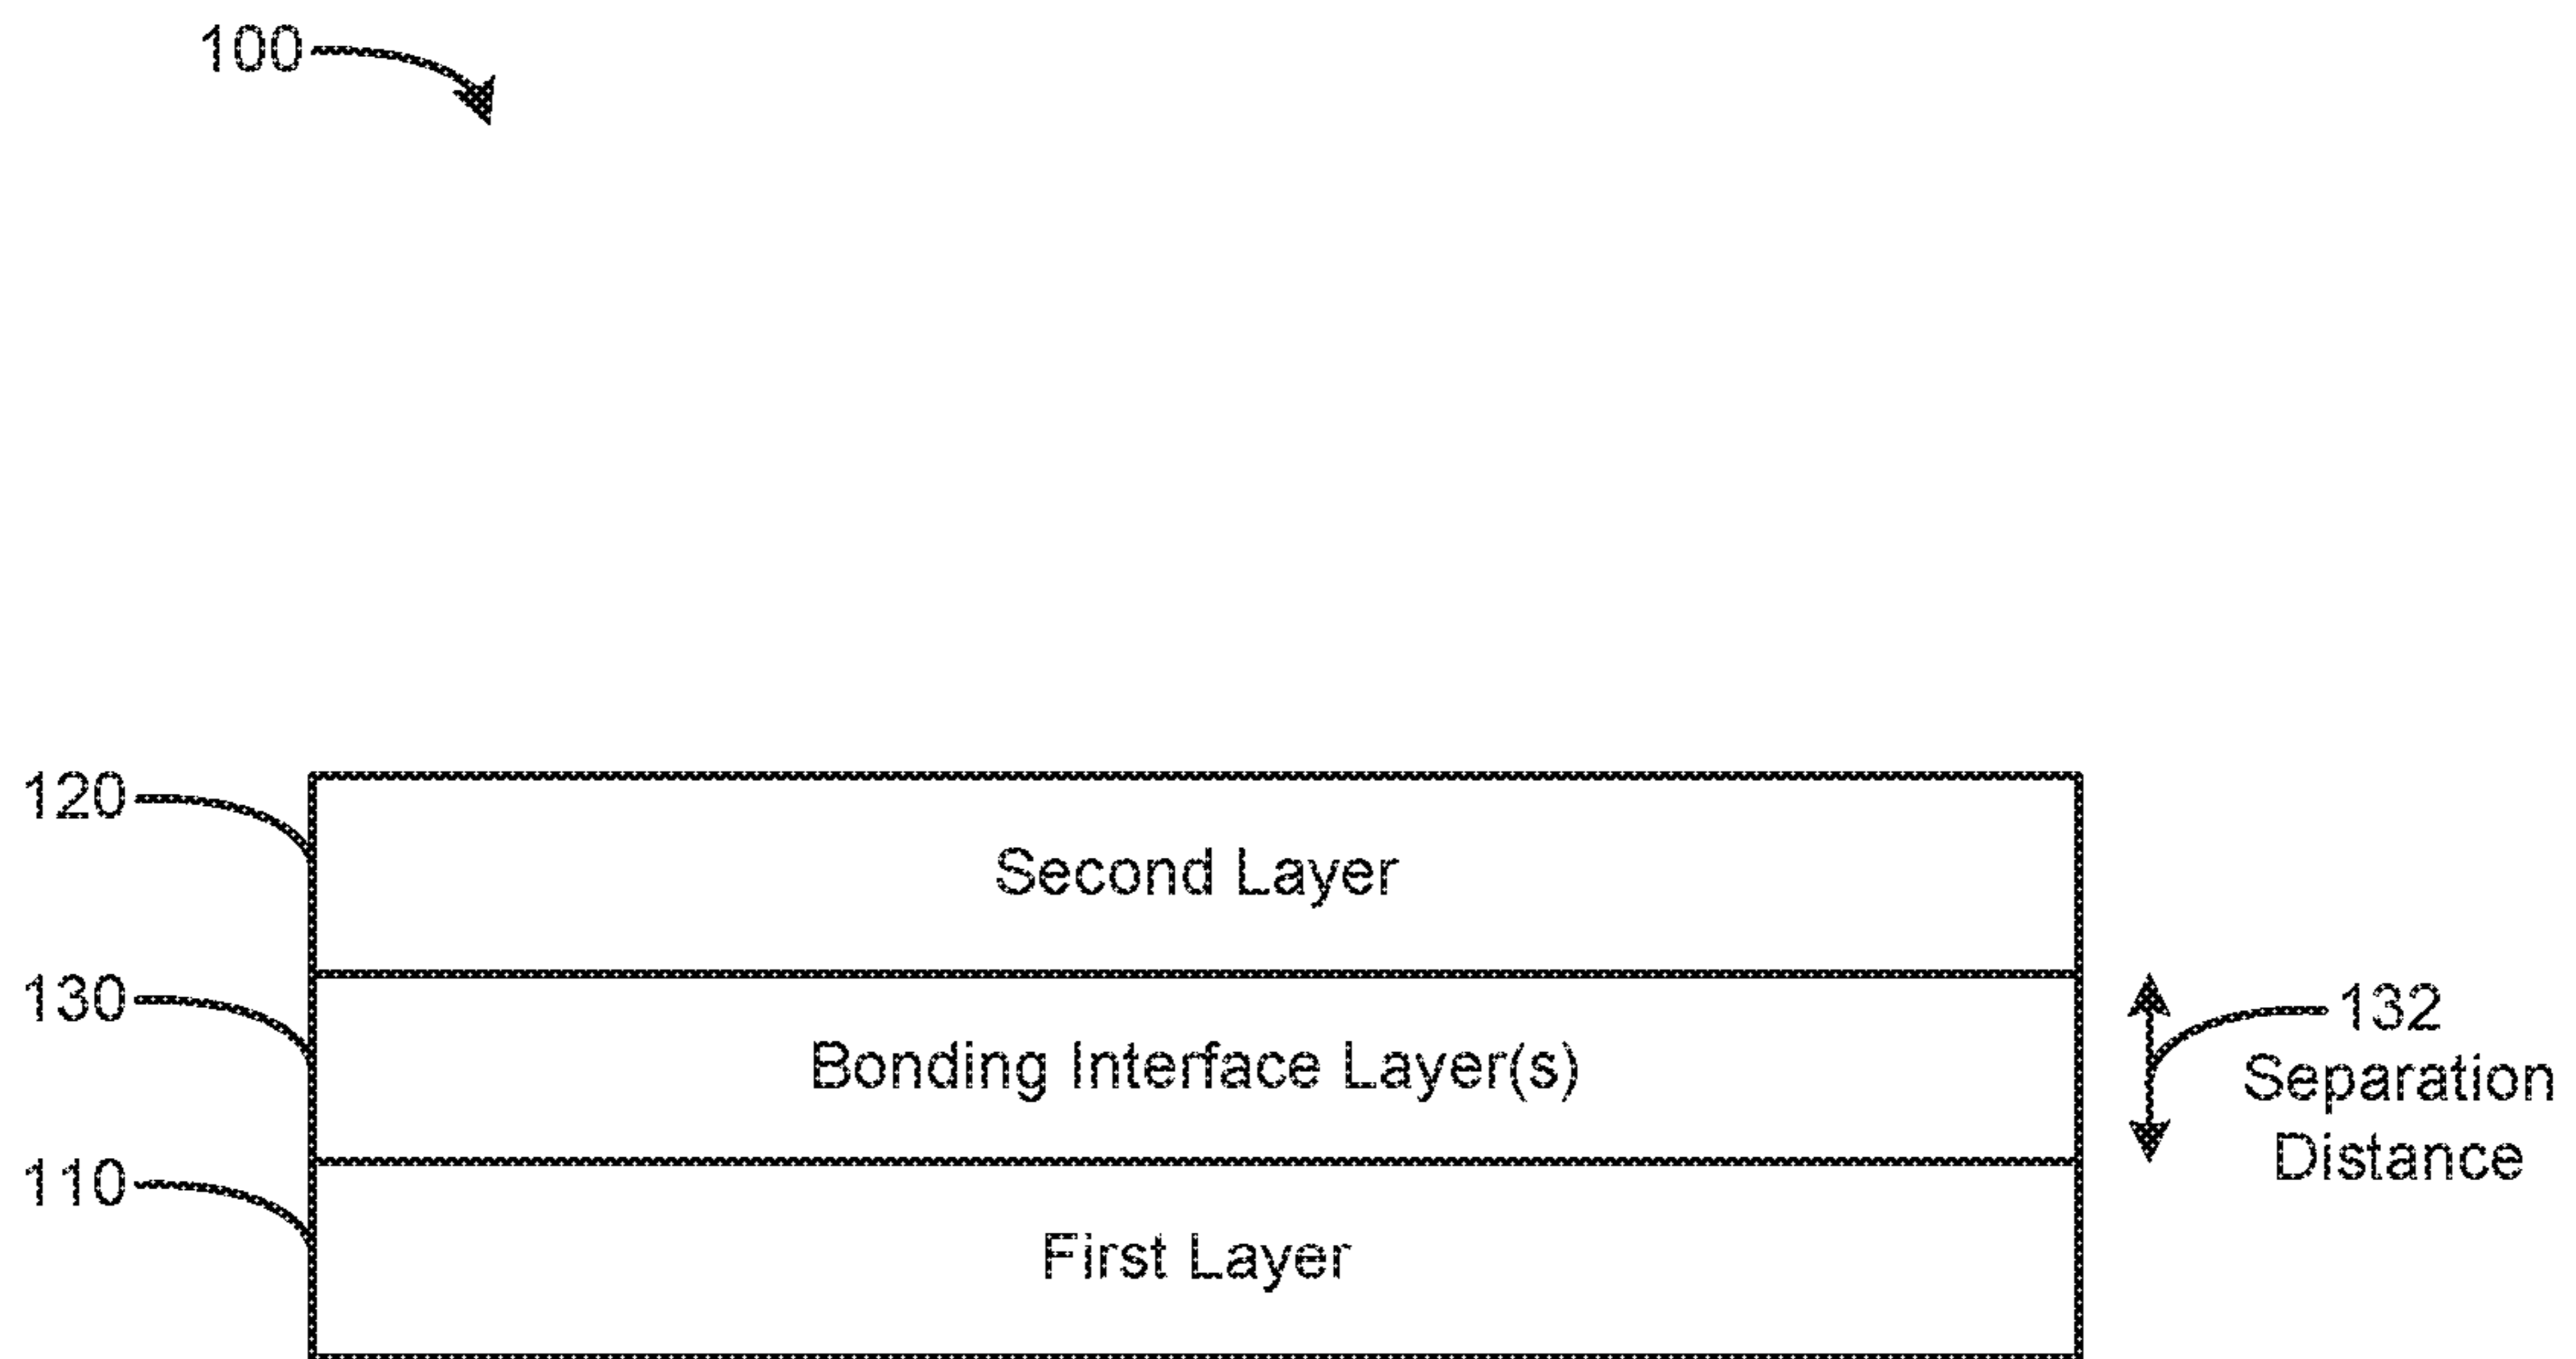 100
120
Second Layer
130
132
Bonding Interface Layer(s)
Separation
Distance
110
First Layer